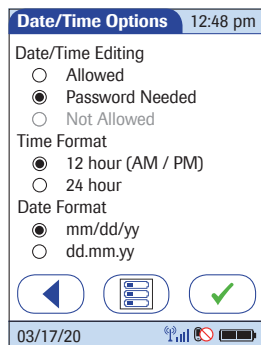 Date/Time Options 12:48 pm
Date/Time Editing
Allowed
Password Needed
Not Allowed
Time Format
12 hour (AM / PM)
24 hour
Date Format
mm/dd/yy
dd.mm.yy
03/17/20